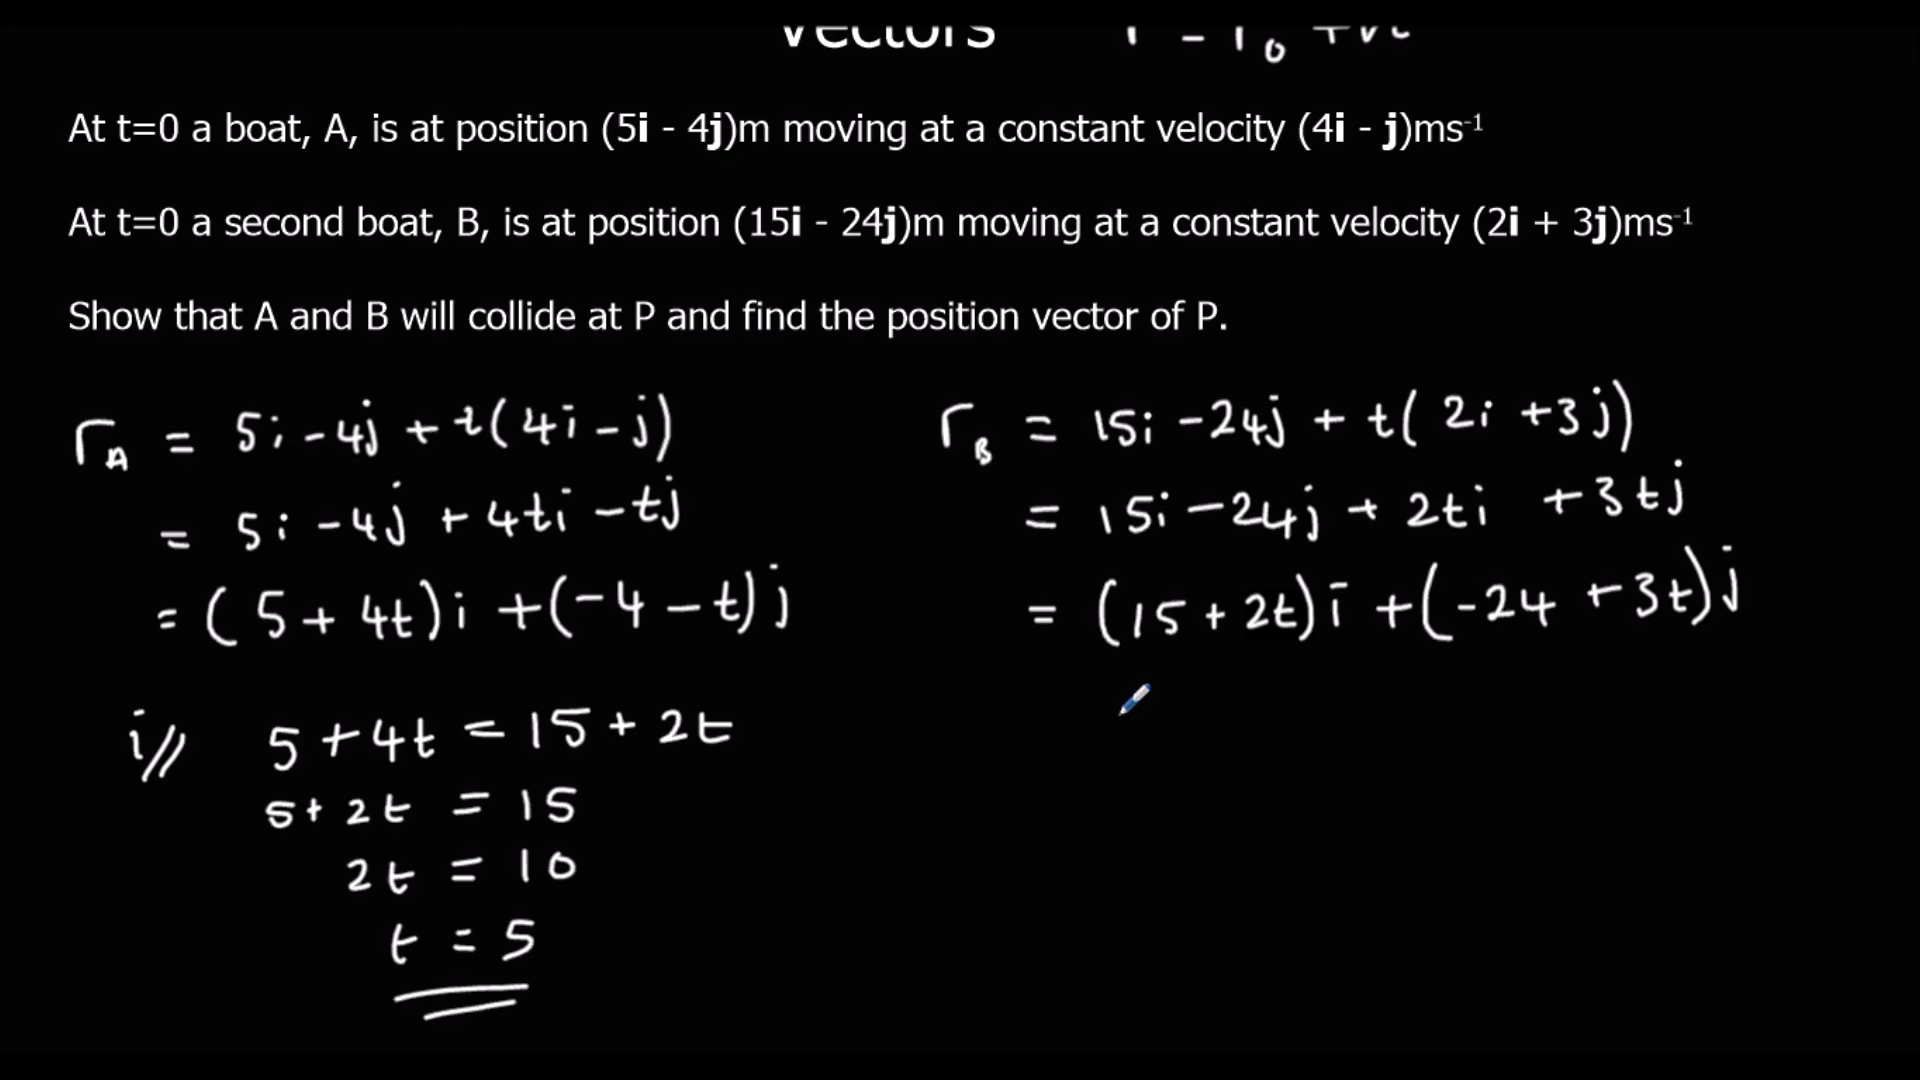 Vectors r = r₀ + vt
At t=0 a boat, A, is at position (5i - 4j)m moving at a constant velocity (4i - j)ms⁻¹
At t=0 a second boat, B, is at position (15i - 24j)m moving at a constant velocity (2i + 3j)ms⁻¹
Show that A and B will collide at P and find the position vector of P.
r_A = 5i - 4j + t(4i - j)
= 5i - 4j + 4ti - tj
= (5 + 4t)i + (-4 - t)j
r_B = 15i - 24j + t(2i + 3j)
= 15i - 24j + 2ti + 3tj
= (15 + 2t)i + (-24 + 3t)j
i// 5 + 4t = 15 + 2t
5 + 2t = 15
2t = 10
t = 5